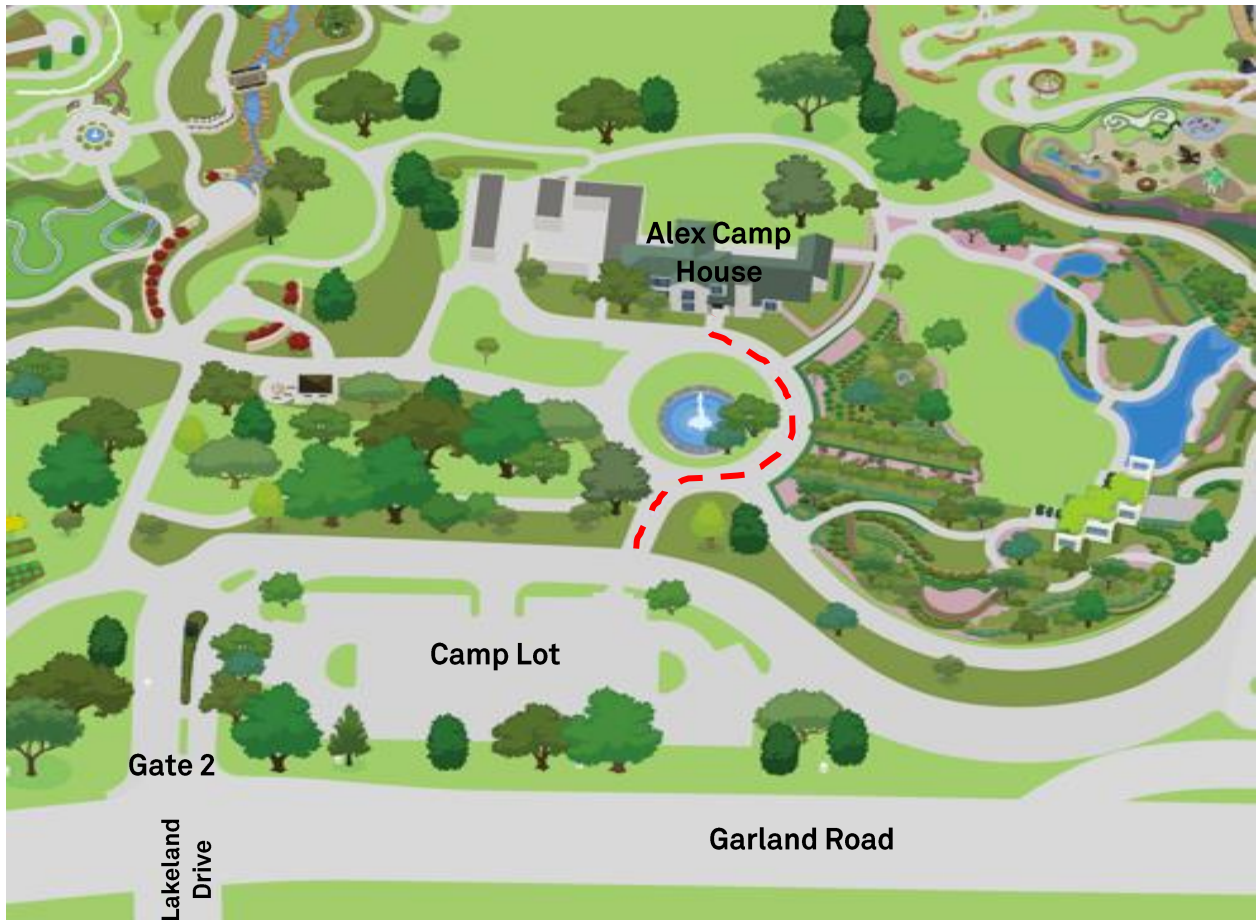 Alex Camp
House
Camp Lot
Gate 2
Garland Road
Lakeland
Drive